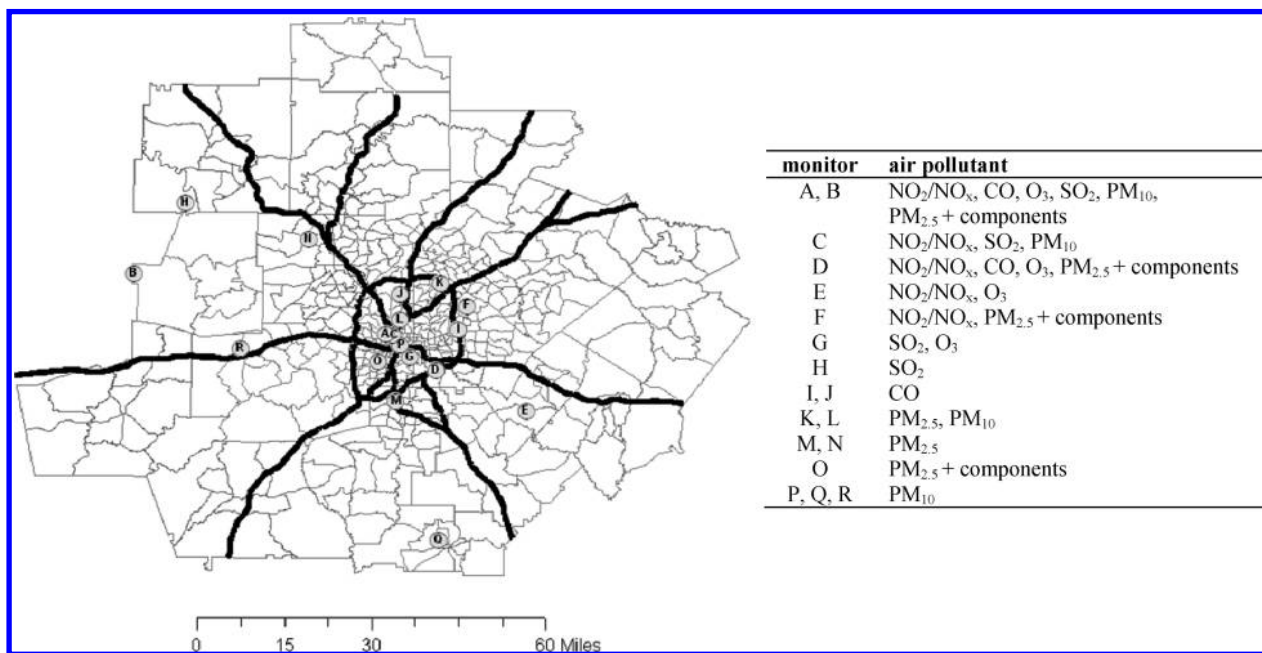 H
B
K
J
F
L
I
AC
P
R
G
O
D
M
E
Q
0 15 30 60 Miles
monitor air pollutant
A, B NO₂/NOₓ, CO, O₃, SO₂, PM₁₀,
PM₂.₅ + components
C NO₂/NOₓ, SO₂, PM₁₀
D NO₂/NOₓ, CO, O₃, PM₂.₅ + components
E NO₂/NOₓ, O₃
F NO₂/NOₓ, PM₂.₅ + components
G SO₂, O₃
H SO₂
I, J CO
K, L PM₂.₅, PM₁₀
M, N PM₂.₅
O PM₂.₅ + components
P, Q, R PM₁₀